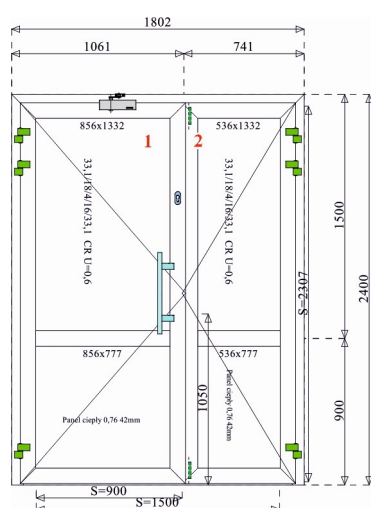 1802
1061
741
856x1332
536x1332
1
2
33,1/18/4/16/33,1 CR U=0,6
33,1/18/4/16/33,1 CR U=0,6
1500
2400
S=2307
856x777
536x777
1050
900
Panel cieply 0,76 42mm
Panel cieply 0,76 42mm
S=900
S=1500